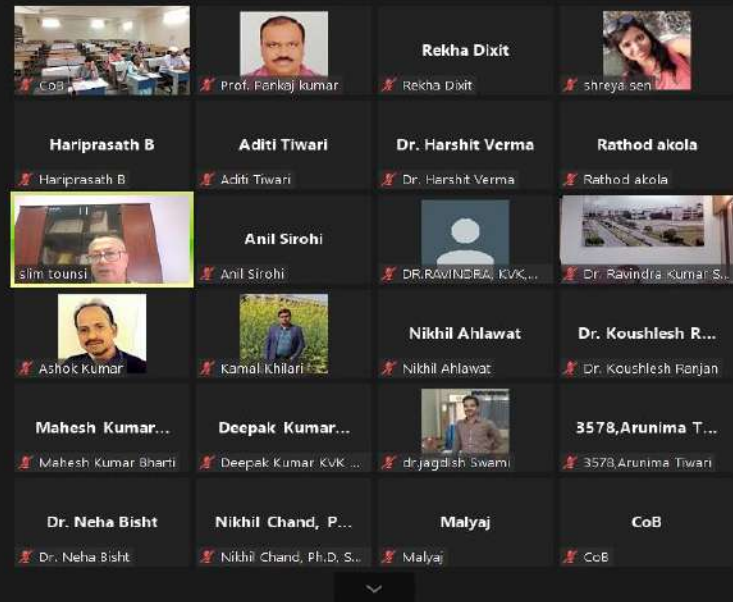 CoB
Prof. Pankaj kumar
Rekha Dixit
Rekha Dixit
shreya sen
Hariprasath B
Hariprasath B
Aditi Tiwari
Aditi Tiwari
Dr. Harshit Verma
Dr. Harshit Verma
Rathod akola
Rathod akola
slim tounsi
Anil Sirohi
Anil Sirohi
DR.RAVINDRA, KVK,...
Dr. Ravindra Kumar S...
Ashok Kumar
Kamal Khilari
Nikhil Ahlawat
Nikhil Ahlawat
Dr. Koushlesh R...
Dr. Koushlesh Ranjan
Mahesh Kumar...
Mahesh Kumar Bharti
Deepak Kumar...
Deepak Kumar KVK ...
dr.jagdish Swami
3578,Arunima T...
3578,Arunima Tiwari
Dr. Neha Bisht
Dr. Neha Bisht
Nikhil Chand, P...
Nikhil Chand, Ph.D, S...
Malyaj
Malyaj
CoB
CoB